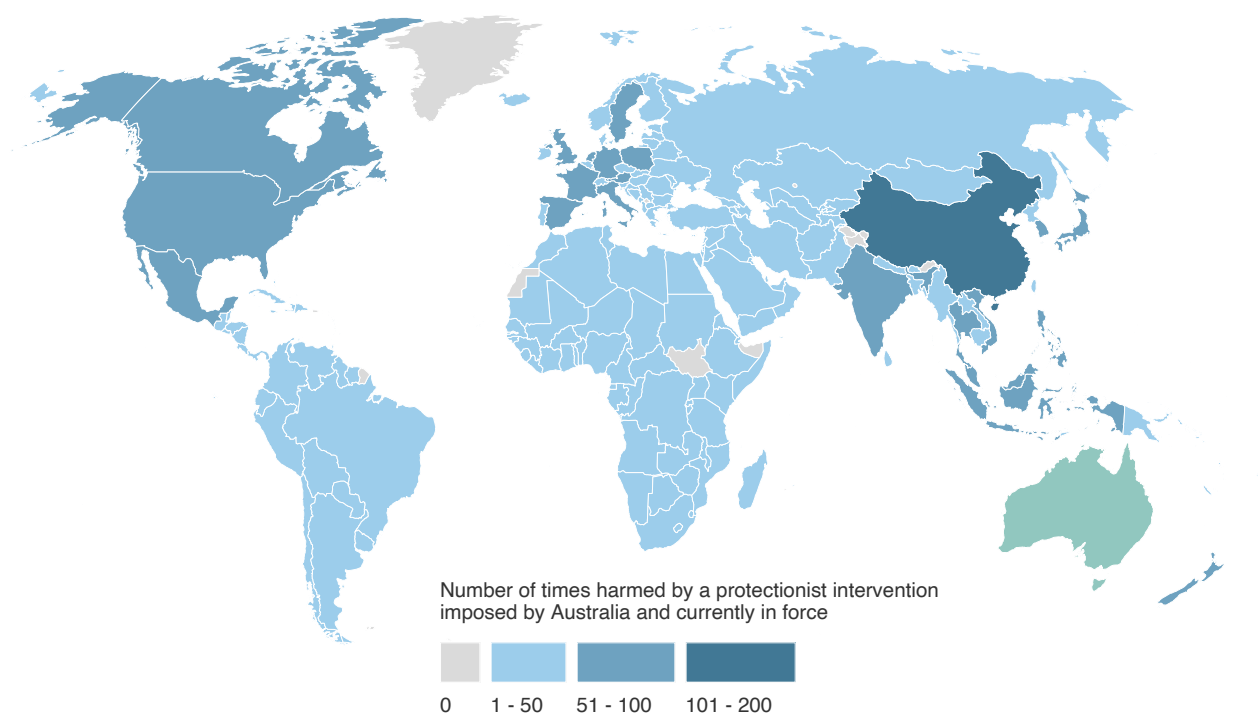 Number of times harmed by a protectionist intervention
imposed by Australia and currently in force
0 1 - 50 51 - 100 101 - 200